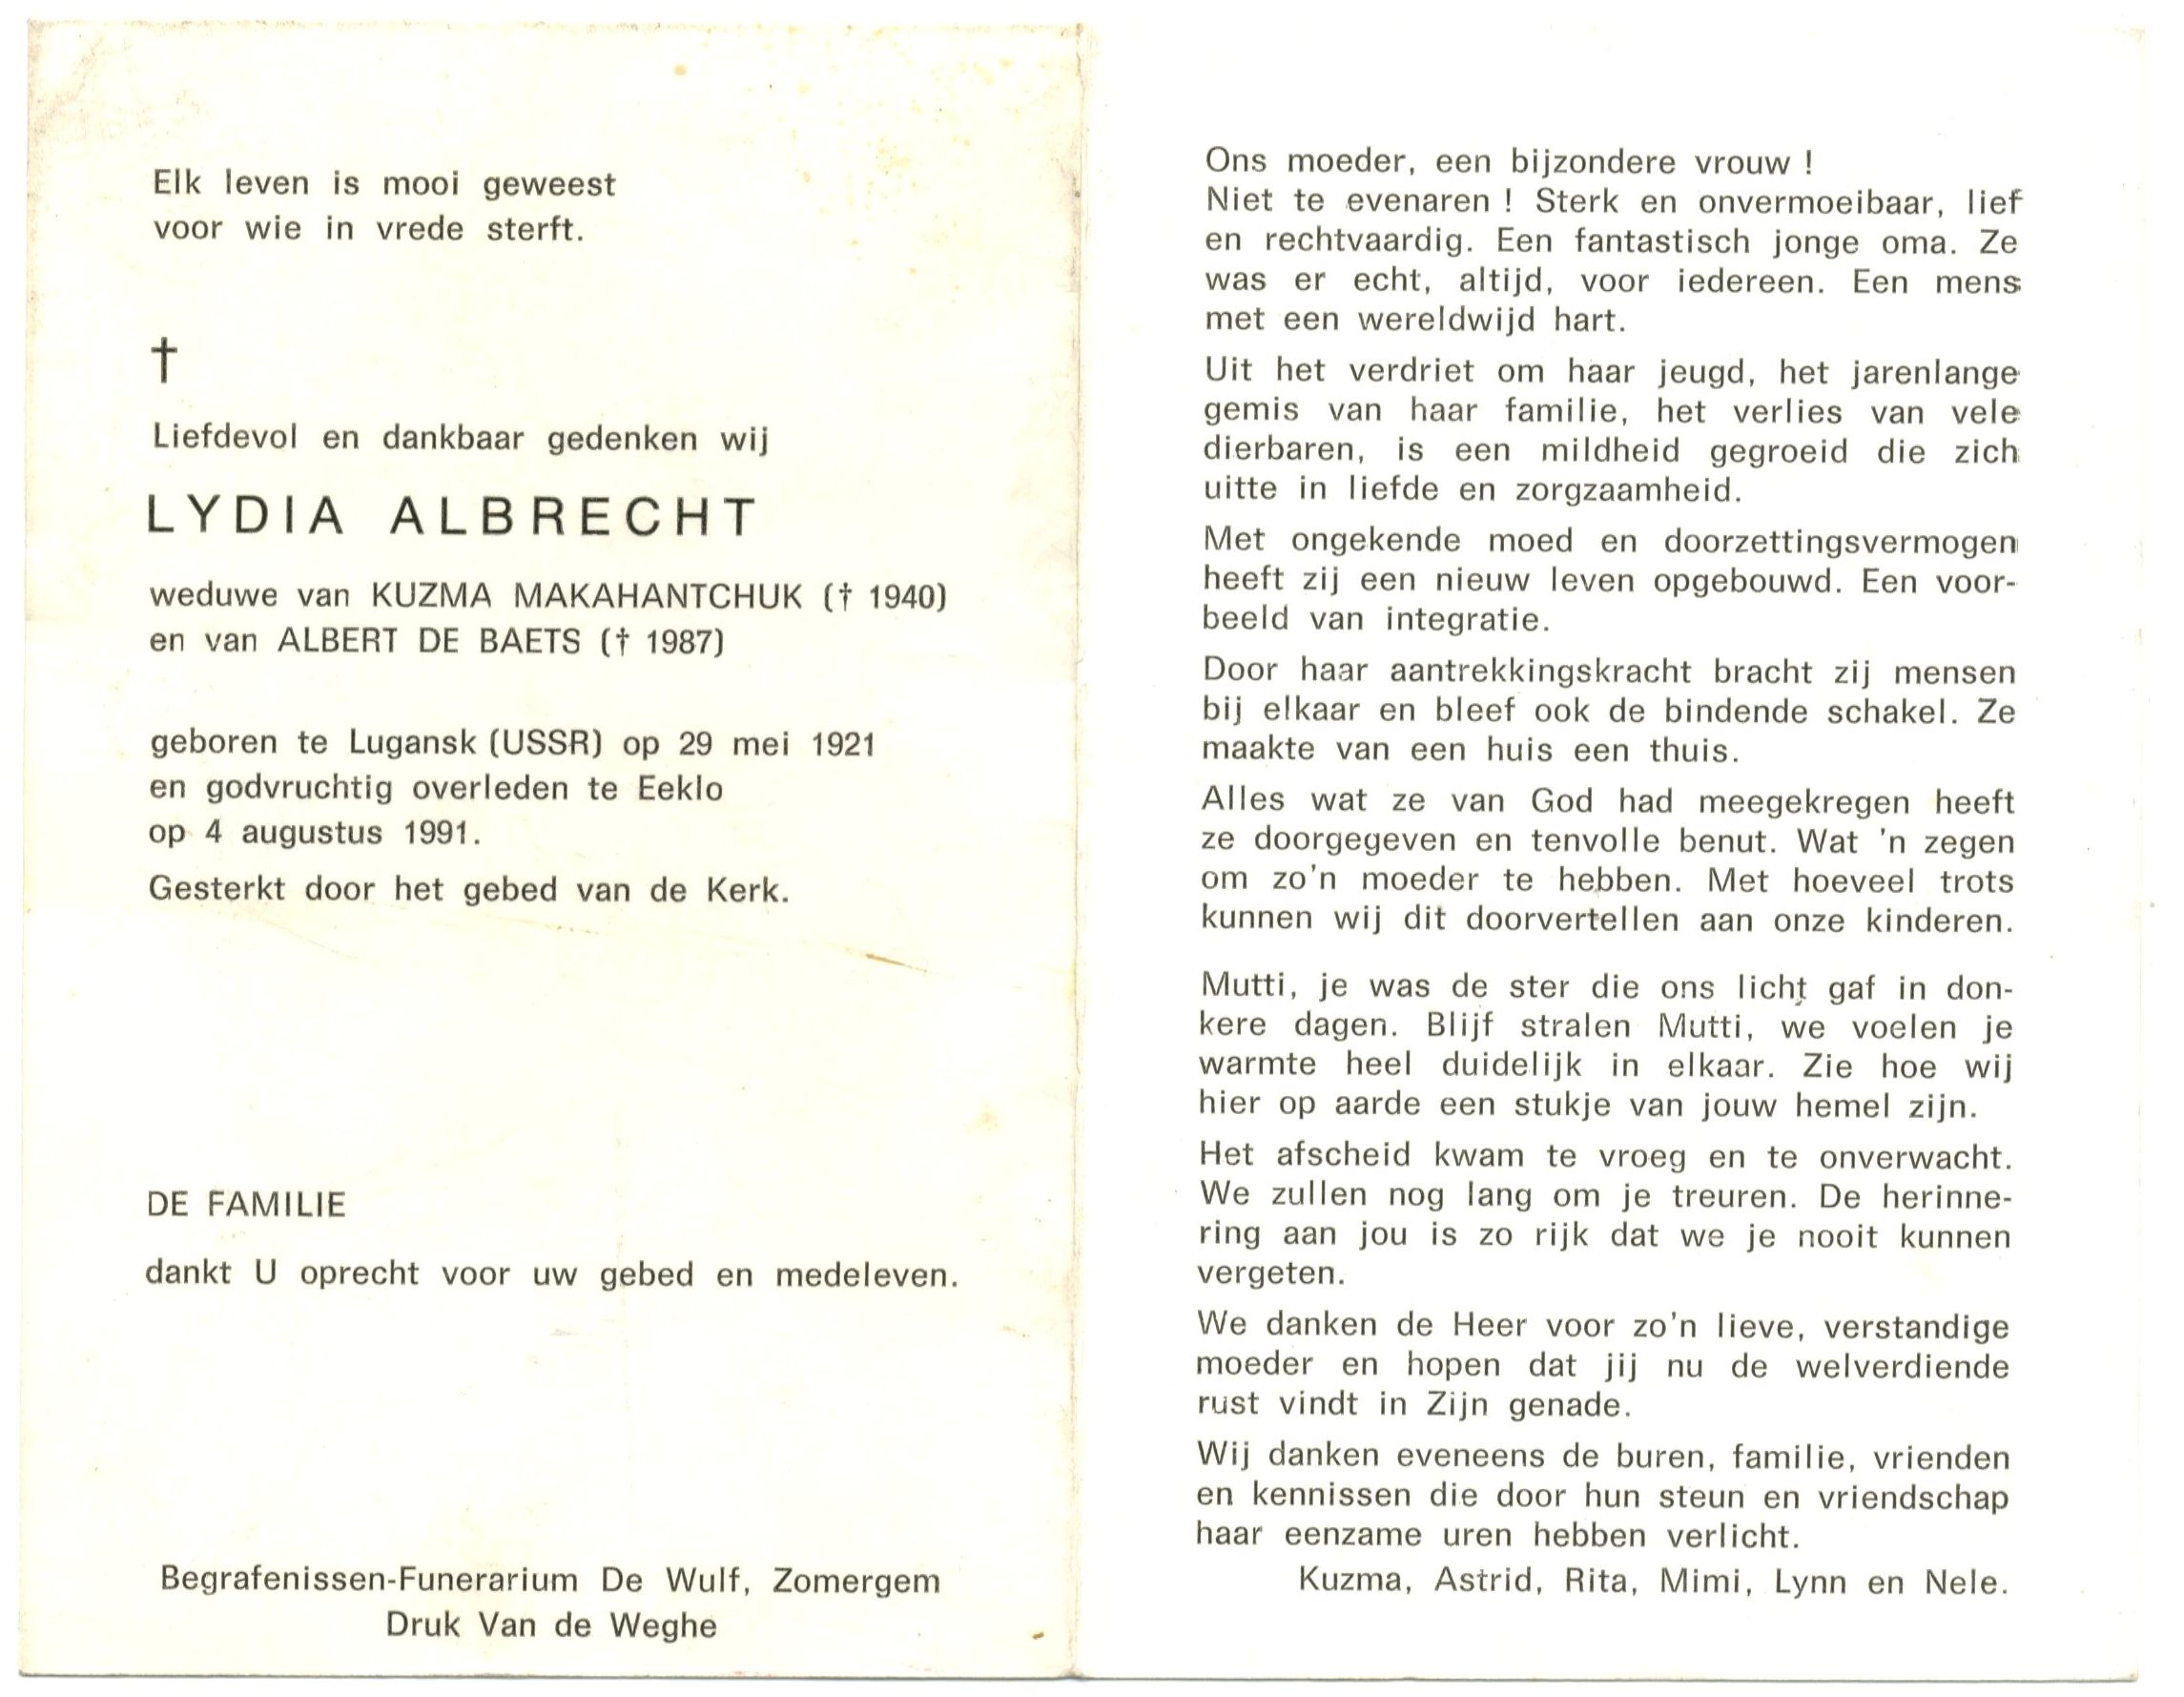 Elk leven is mooi geweest
voor wie in vrede sterft.
†
Liefdevol en dankbaar gedenken wij
LYDIA ALBRECHT
weduwe van KUZMA MAKAHANTCHUK († 1940)
en van ALBERT DE BAETS († 1987)
geboren te Lugansk (USSR) op 29 mei 1921
en godvruchtig overleden te Eeklo
op 4 augustus 1991.
Gesterkt door het gebed van de Kerk.
DE FAMILIE
dankt U oprecht voor uw gebed en medeleven.
Begrafenissen-Funerarium De Wulf, Zomergem
Druk Van de Weghe
Ons moeder, een bijzondere vrouw !
Niet te evenaren ! Sterk en onvermoeibaar, lief
en rechtvaardig. Een fantastisch jonge oma. Ze
was er echt, altijd, voor iedereen. Een mens
met een wereldwijd hart.
Uit het verdriet om haar jeugd, het jarenlange
gemis van haar familie, het verlies van vele
dierbaren, is een mildheid gegroeid die zich
uitte in liefde en zorgzaamheid.
Met ongekende moed en doorzettingsvermogen
heeft zij een nieuw leven opgebouwd. Een voor-
beeld van integratie.
Door haar aantrekkingskracht bracht zij mensen
bij elkaar en bleef ook de bindende schakel. Ze
maakte van een huis een thuis.
Alles wat ze van God had meegekregen heeft
ze doorgegeven en tenvolle benut. Wat 'n zegen
om zo'n moeder te hebben. Met hoeveel trots
kunnen wij dit doorvertellen aan onze kinderen.
Mutti, je was de ster die ons licht gaf in don-
kere dagen. Blijf stralen Mutti, we voelen je
warmte heel duidelijk in elkaar. Zie hoe wij
hier op aarde een stukje van jouw hemel zijn.
Het afscheid kwam te vroeg en te onverwacht.
We zullen nog lang om je treuren. De herinne-
ring aan jou is zo rijk dat we je nooit kunnen
vergeten.
We danken de Heer voor zo'n lieve, verstandige
moeder en hopen dat jij nu de welverdiende
rust vindt in Zijn genade.
Wij danken eveneens de buren, familie, vrienden
en kennissen die door hun steun en vriendschap
haar eenzame uren hebben verlicht.
Kuzma, Astrid, Rita, Mimi, Lynn en Nele.